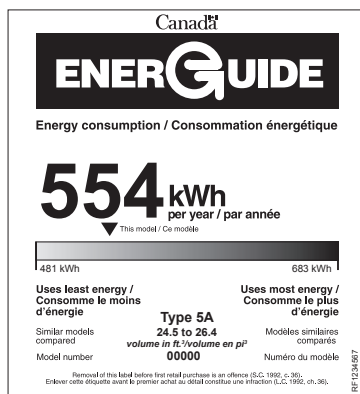 Canada
ENERGUIDE
Energy consumption / Consommation énergétique
554 kWh
per year / par année
This model / Ce modèle
481 kWh 683 kWh
Uses least energy / Uses most energy /
Consomme le moins Consomme le plus
d'énergie d'énergie
Type 5A
Similar models 24.5 to 26.4 Modèles similaires
compared volume in ft.³/volume en pi³ comparés
Model number 00000 Numéro du modèle
Removal of this label before first retail purchase is an offence (S.C. 1992, c. 36).
Enlever cette étiquette avant le premier achat au détail constitue une infraction (L.C. 1992, ch. 36).
RF1234567